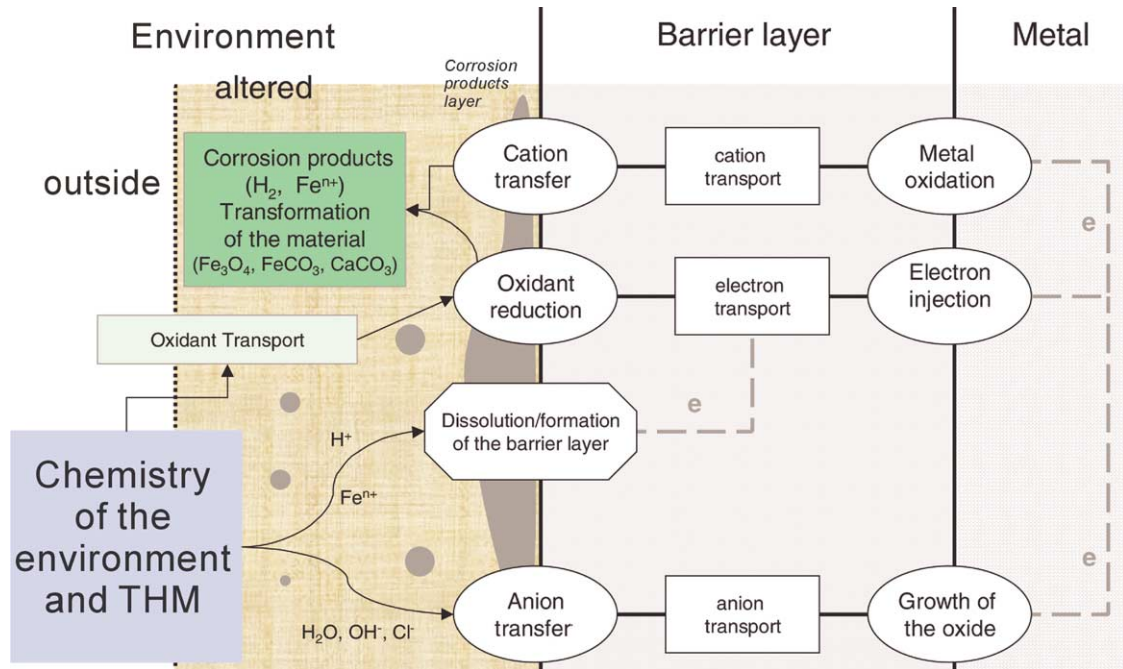 Environment
Barrier layer
Metal
altered
Corrosion
products
layer
outside
Corrosion products
(H₂, Feⁿ⁺)
Transformation
of the material
(Fe₃O₄, FeCO₃, CaCO₃)
Cation
transfer
cation
transport
Metal
oxidation
e
Oxidant
reduction
electron
transport
Electron
injection
Oxidant Transport
Dissolution/formation
of the barrier layer
e
H⁺
Feⁿ⁺
Chemistry
of the
environment
and THM
e
H₂O, OH⁻, Cl⁻
Anion
transfer
anion
transport
Growth of
the oxide